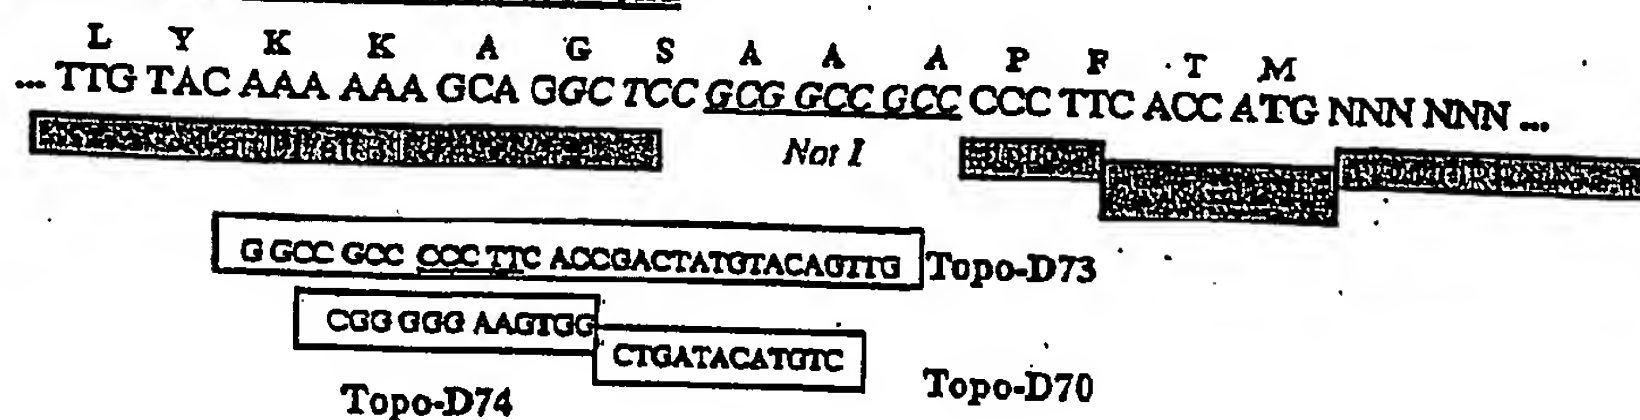 L Y K K A G S A A A P F T M
... TTG TAC AAA AAA GCA GGC TCC GCG GCC GCC CCC TTC ACC ATG NNN NNN ...
Not I
G GCC GCC CCC TTC ACCGACTATGTACAGTTG Topo-D73
CGG GGG AAGTGG
CTGATACATGTC
Topo-D74 Topo-D70